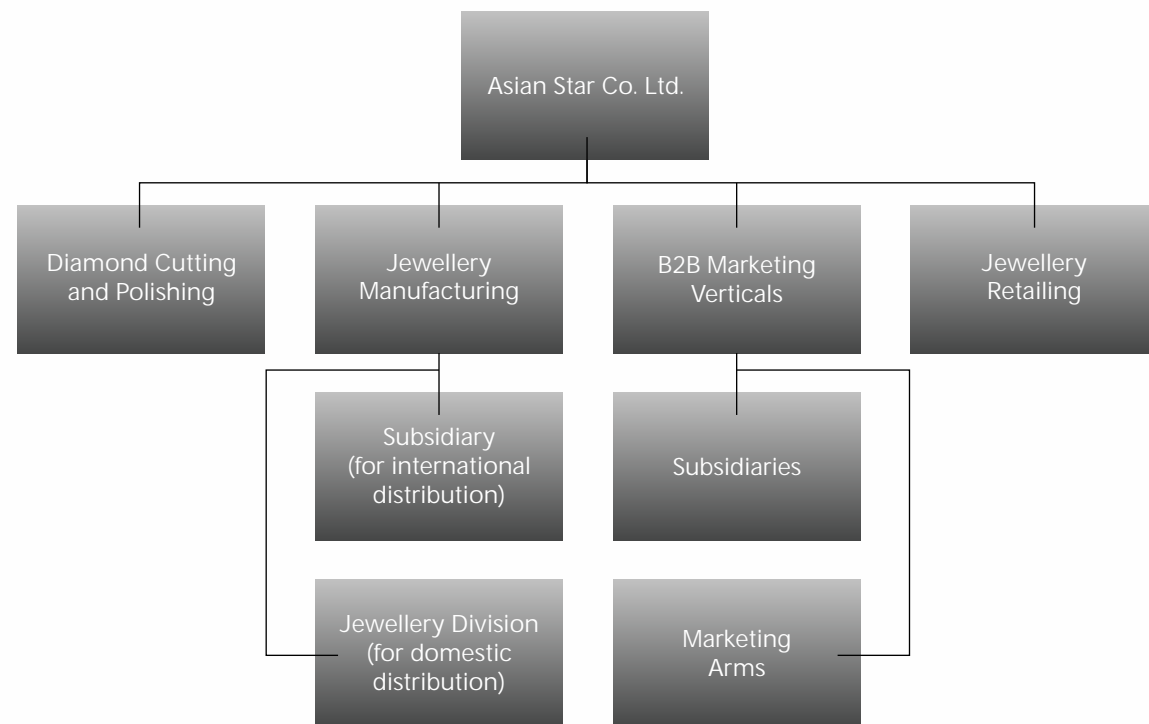 Asian Star Co. Ltd.
Diamond Cutting
and Polishing
Jewellery
Manufacturing
B2B Marketing
Verticals
Jewellery
Retailing
Subsidiary
(for international
distribution)
Subsidiaries
Jewellery Division
(for domestic
distribution)
Marketing
Arms